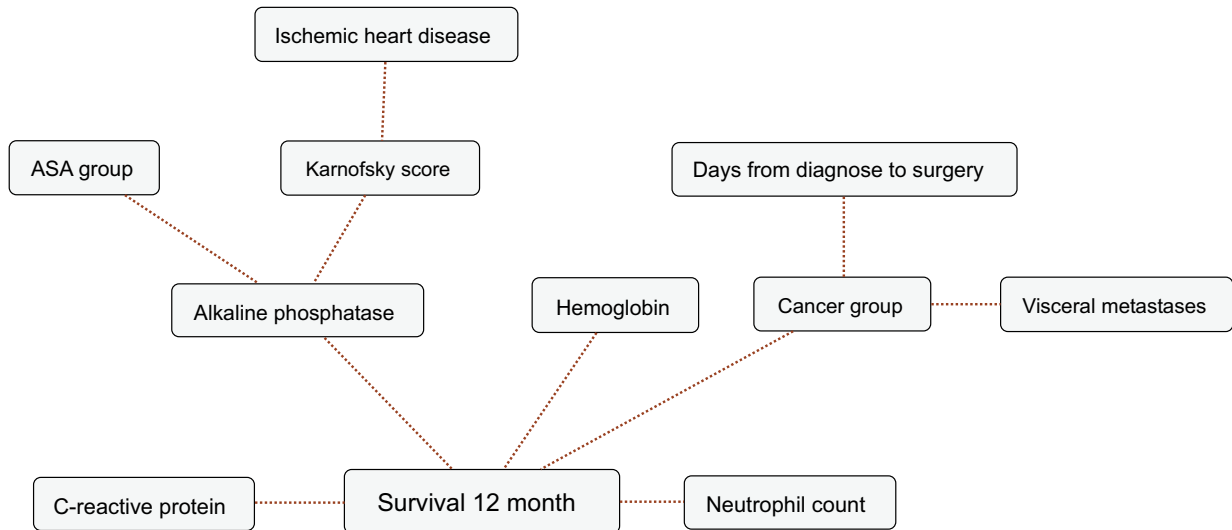 Ischemic heart disease
ASA group
Karnofsky score
Days from diagnose to surgery
Alkaline phosphatase
Hemoglobin
Cancer group
Visceral metastases
C-reactive protein
Survival 12 month
Neutrophil count